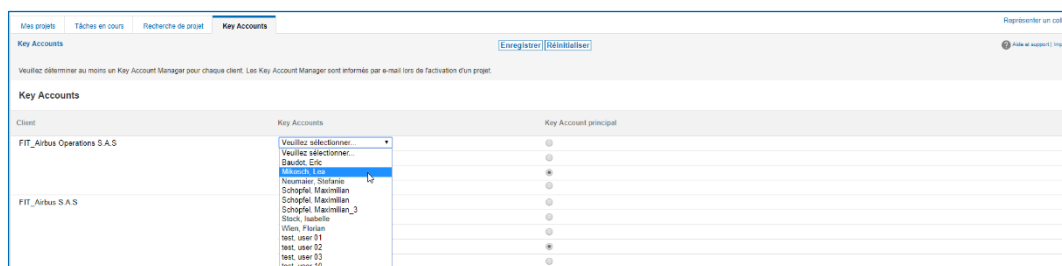 Mes projets Tâches en cours Recherche de projet Key Accounts Représenter un coll
Key Accounts Enregistrer Réinitialiser Aide et support | Imp
Veuillez déterminer au moins un Key Account Manager pour chaque client. Les Key Account Manager sont informés par e-mail lors de l'activation d'un projet.
Key Accounts
Client Key Accounts Key Account principal
FIT_Airbus Operations S.A.S Veuillez sélectionner...
Veuillez sélectionner...
Baudot, Eric
Mikosch, Lea
Neumaier, Stefanie
Schöpfel, Maximilian
FIT_Airbus S.A.S Schöpfel, Maximilian
Schöpfel, Maximilian_3
Stock, Isabelle
Wien, Florian
test, user 01
test, user 02
test, user 03
test, user 10